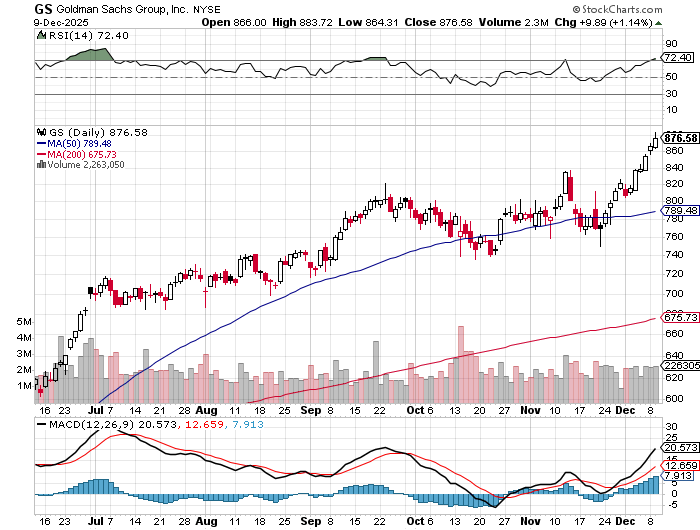 GS Goldman Sachs Group, Inc. NYSE © StockCharts.com
9-Dec-2025 Open 866.00 High 883.72 Low 864.31 Close 876.58 Volume 2.3M Chg +9.89 (+1.14%)
RSI(14) 72.40
90
72.40
50
30
10
GS (Daily) 876.58
MA(50) 789.48
MA(200) 675.73
Volume 2,263,050
876.58
860
840
820
800
789.48
780
760
740
720
700
675.73
660
640
620
600
5M
4M
3M
2M
1M
226305
16 23 Jul 7 14 21 28 Aug 11 18 25 Sep 8 15 22 Oct 6 13 20 27 Nov 10 17 24 Dec 8
MACD(12,26,9) 20.573, 12.659, 7.913
30
25
20.573
15
12.659
7.913
0
-5
16 23 Jul 7 14 21 28 Aug 11 18 25 Sep 8 15 22 Oct 6 13 20 27 Nov 10 17 24 Dec 8